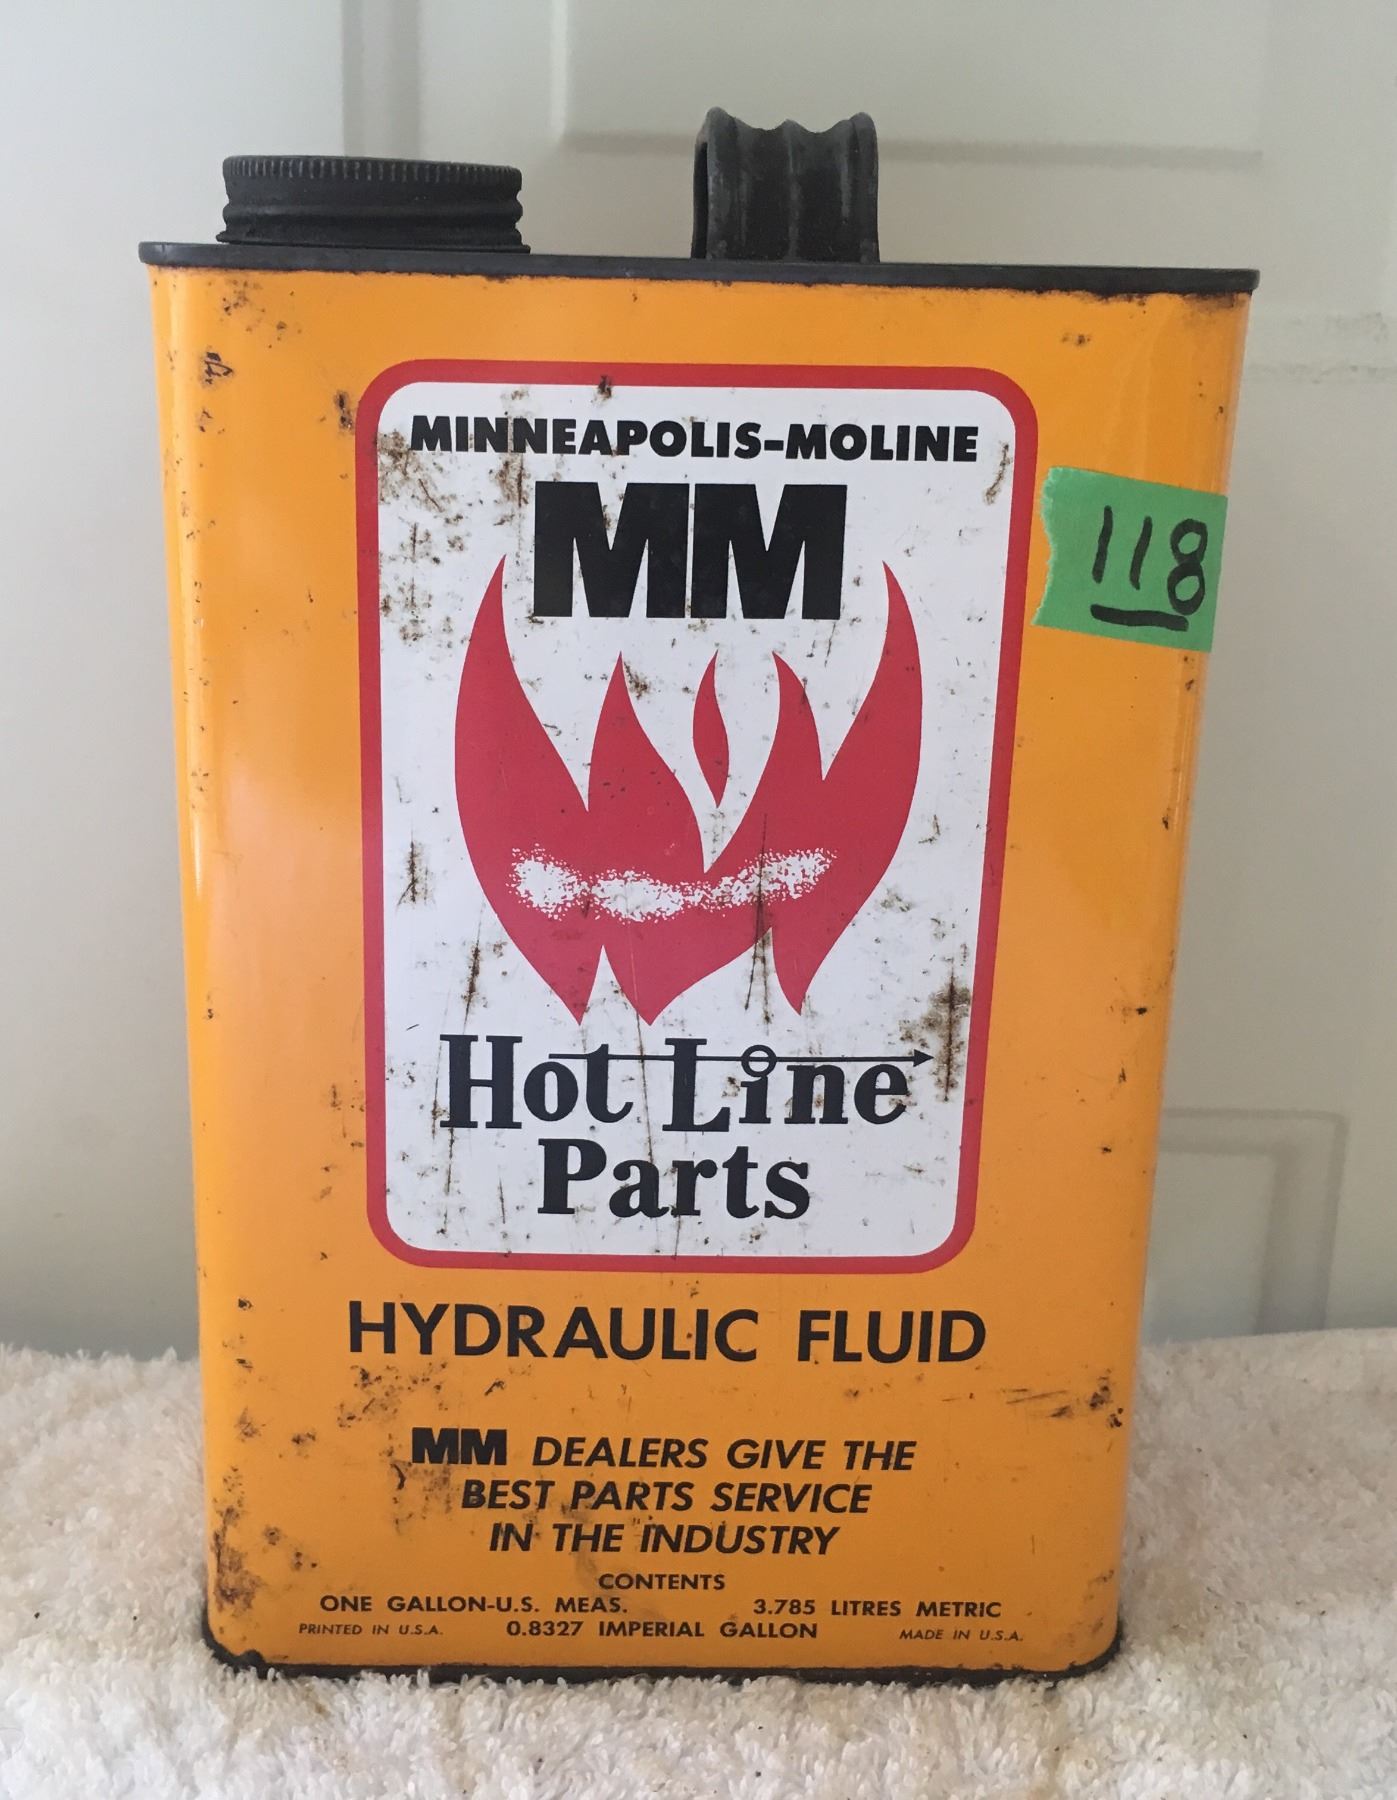 MINNEAPOLIS-MOLINE
MM
118
Hot Line
Parts
HYDRAULIC FLUID
MM DEALERS GIVE THE
BEST PARTS SERVICE
IN THE INDUSTRY
CONTENTS
ONE GALLON-U.S. MEAS. 3.785 LITRES METRIC
PRINTED IN U.S.A. 0.8327 IMPERIAL GALLON MADE IN U.S.A.